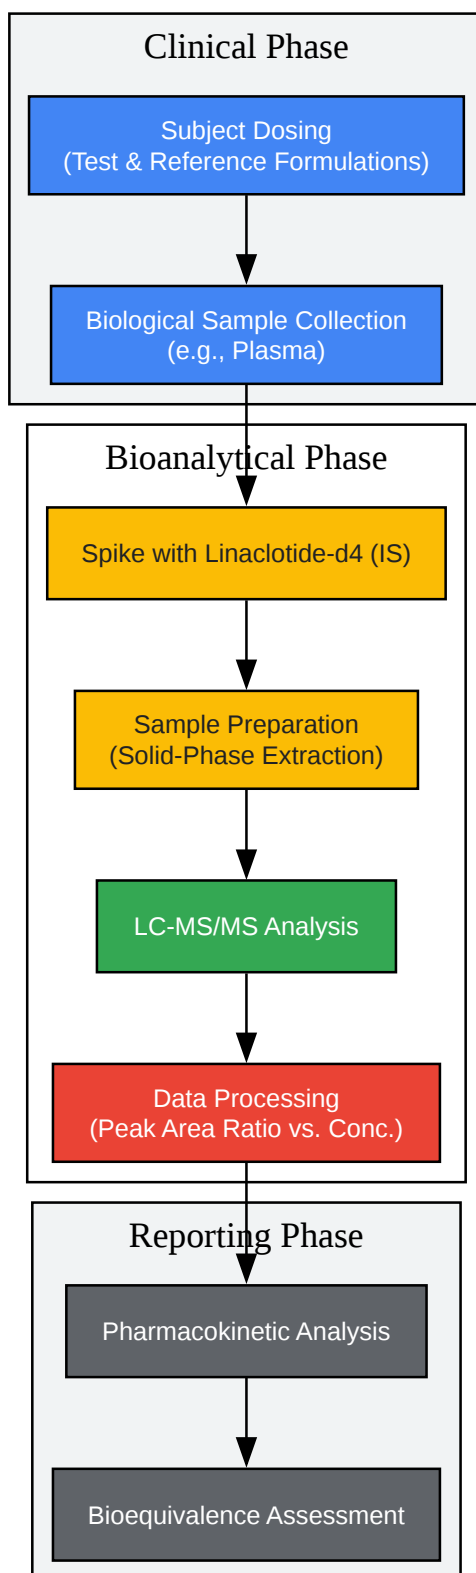 Clinical Phase
Subject Dosing
(Test & Reference Formulations)
Biological Sample Collection
(e.g., Plasma)
Bioanalytical Phase
Spike with Linaclotide-d4 (IS)
Sample Preparation
(Solid-Phase Extraction)
LC-MS/MS Analysis
Data Processing
(Peak Area Ratio vs. Conc.)
Reporting Phase
Pharmacokinetic Analysis
Bioequivalence Assessment